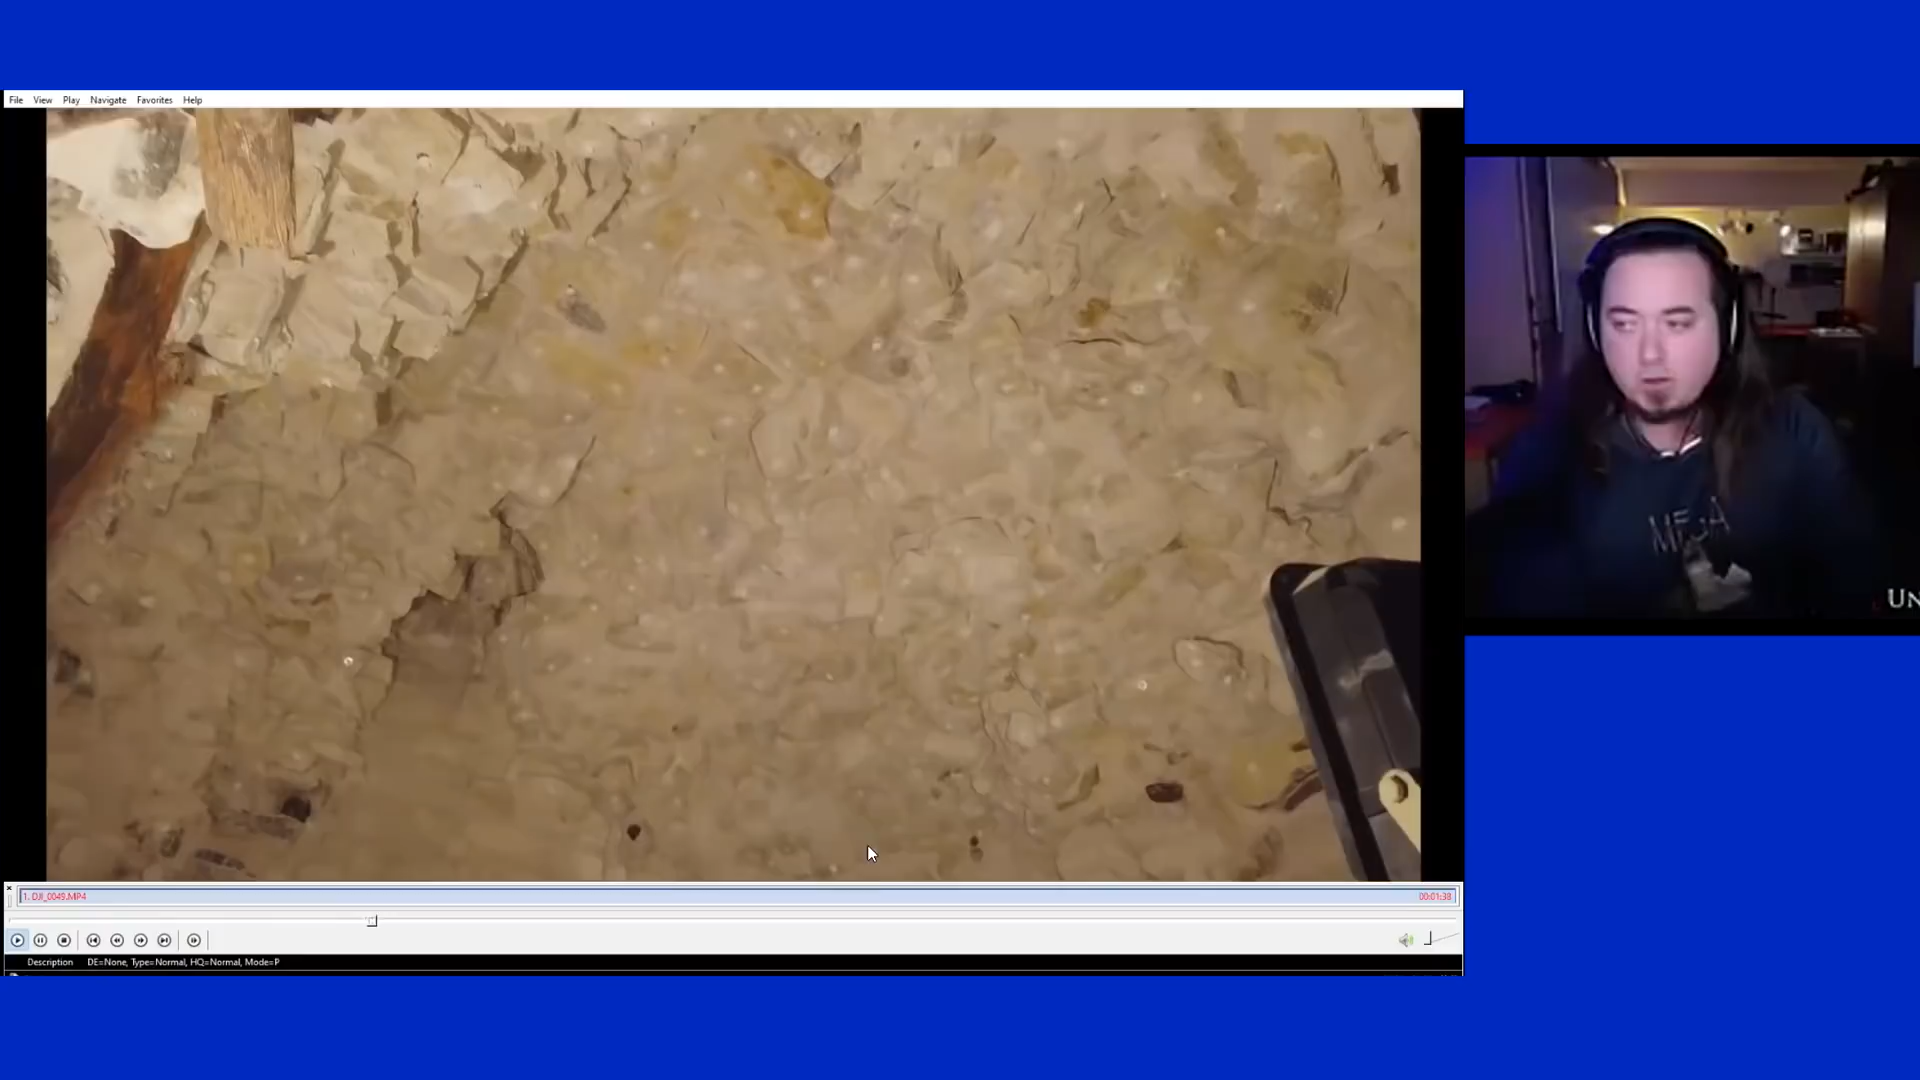 File View Play Navigate Favorites Help
1. DJI_0049.MP4 00:01:38
Description DE=None, Type=Normal, HQ=Normal, Mode=P
UN